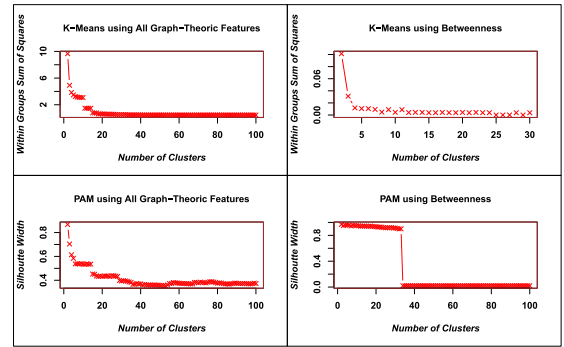 K-Means using All Graph-Theoric Features
Within Groups Sum of Squares
10
8
6
4
2
0 20 40 60 80 100
Number of Clusters
K-Means using Betweenness
Within Groups Sum of Squares
0.06
0.00
5 10 15 20 25 30
Number of Clusters
PAM using All Graph-Theoric Features
Silhoutte Width
0.8
0.6
0.4
0 20 40 60 80 100
Number of Clusters
PAM using Betweenness
Silhoutte Width
0.8
0.4
0.0
0 20 40 60 80 100
Number of Clusters